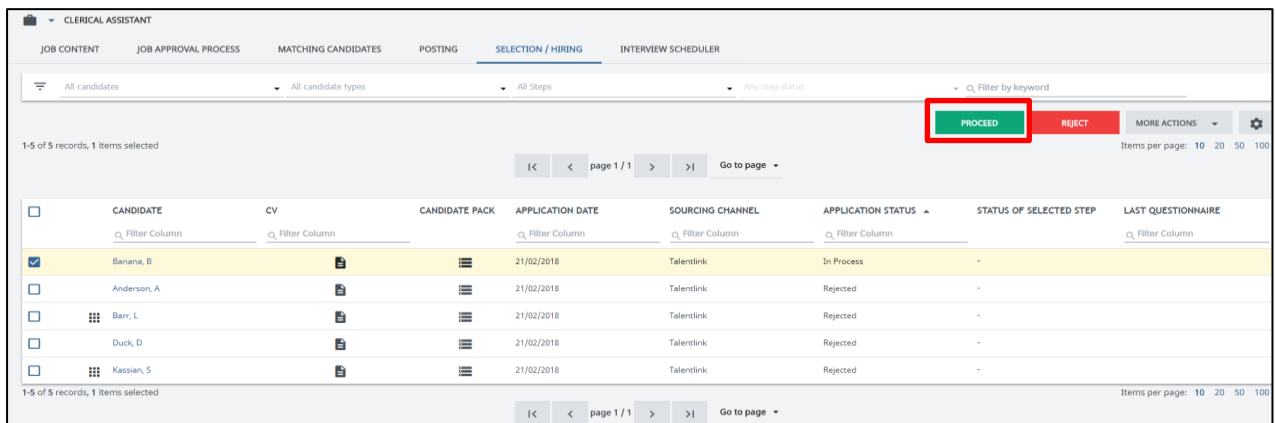 CLERICAL ASSISTANT
JOB CONTENT JOB APPROVAL PROCESS MATCHING CANDIDATES POSTING SELECTION / HIRING INTERVIEW SCHEDULER
All candidates All candidate types All Steps Any step status Filter by keyword
PROCEED REJECT MORE ACTIONS
1-5 of 5 records, 1 items selected Items per page: 10 20 50 100
page 1 / 1 Go to page
CANDIDATE CV CANDIDATE PACK APPLICATION DATE SOURCING CHANNEL APPLICATION STATUS STATUS OF SELECTED STEP LAST QUESTIONNAIRE
Filter Column Filter Column Filter Column Filter Column Filter Column Filter Column
Banana, B 21/02/2018 Talentlink In Process -
Anderson, A 21/02/2018 Talentlink Rejected -
Barr, L 21/02/2018 Talentlink Rejected -
Duck, D 21/02/2018 Talentlink Rejected -
Kassian, S 21/02/2018 Talentlink Rejected -
1-5 of 5 records, 1 items selected Items per page: 10 20 50 100
page 1 / 1 Go to page